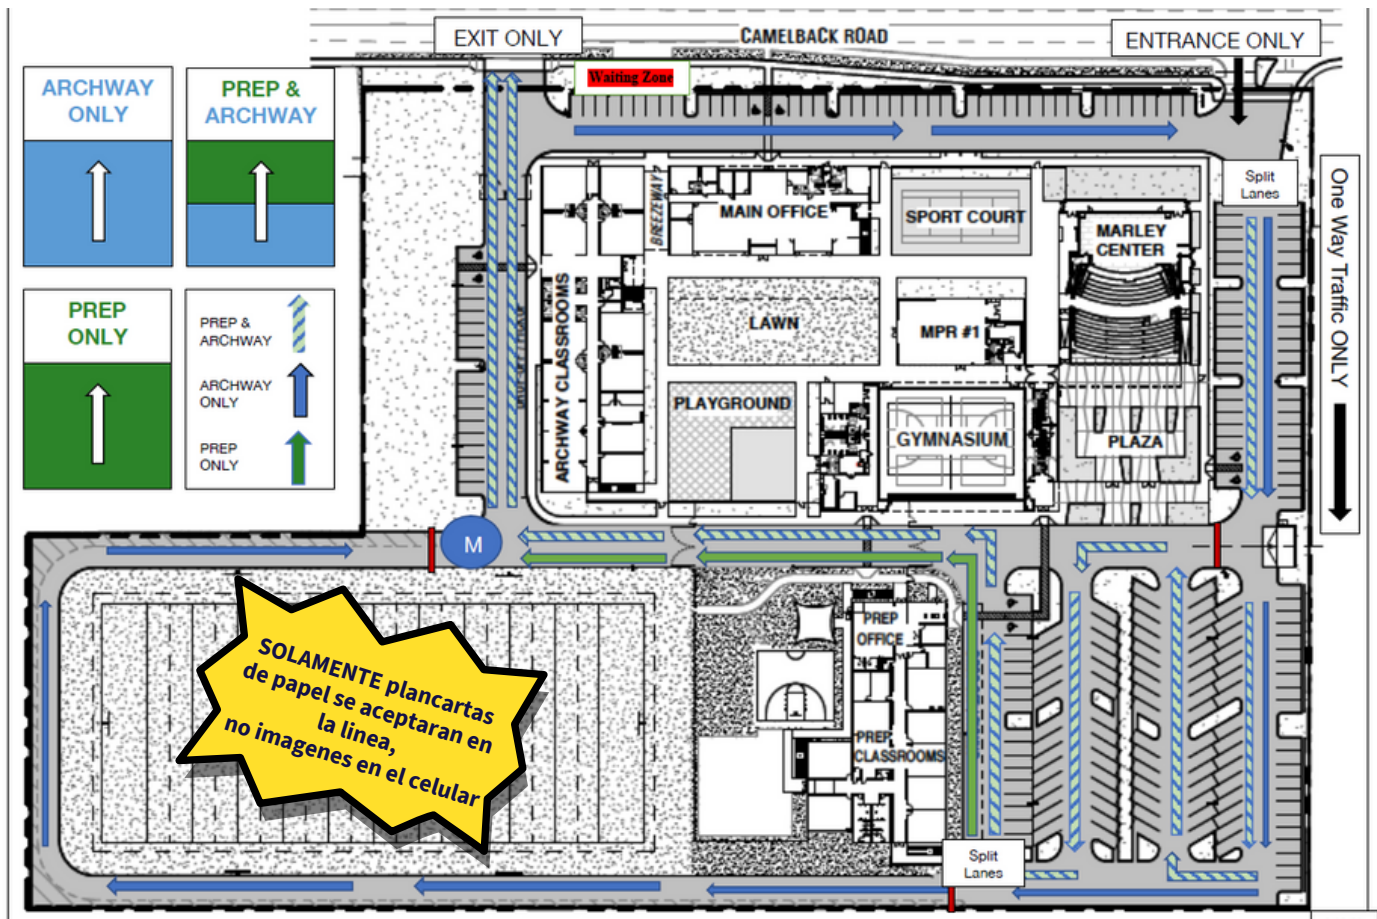 EXIT ONLY
CAMELBACK ROAD
ENTRANCE ONLY
Waiting Zone
ARCHWAY
ONLY
PREP &
ARCHWAY
PREP
ONLY
PREP &
ARCHWAY
ARCHWAY
ONLY
PREP
ONLY
Split
Lanes
One Way Traffic ONLY
BREEZEWAY
MAIN OFFICE
SPORT COURT
MARLEY
CENTER
ARCHWAY CLASSROOMS
LAWN
MPR #1
PLAYGROUND
GYMNASIUM
PLAZA
M
PREP
OFFICE
PREP
CLASSROOMS
SOLAMENTE plancartas
de papel se aceptaran en
la linea,
no imagenes en el celular
Split
Lanes